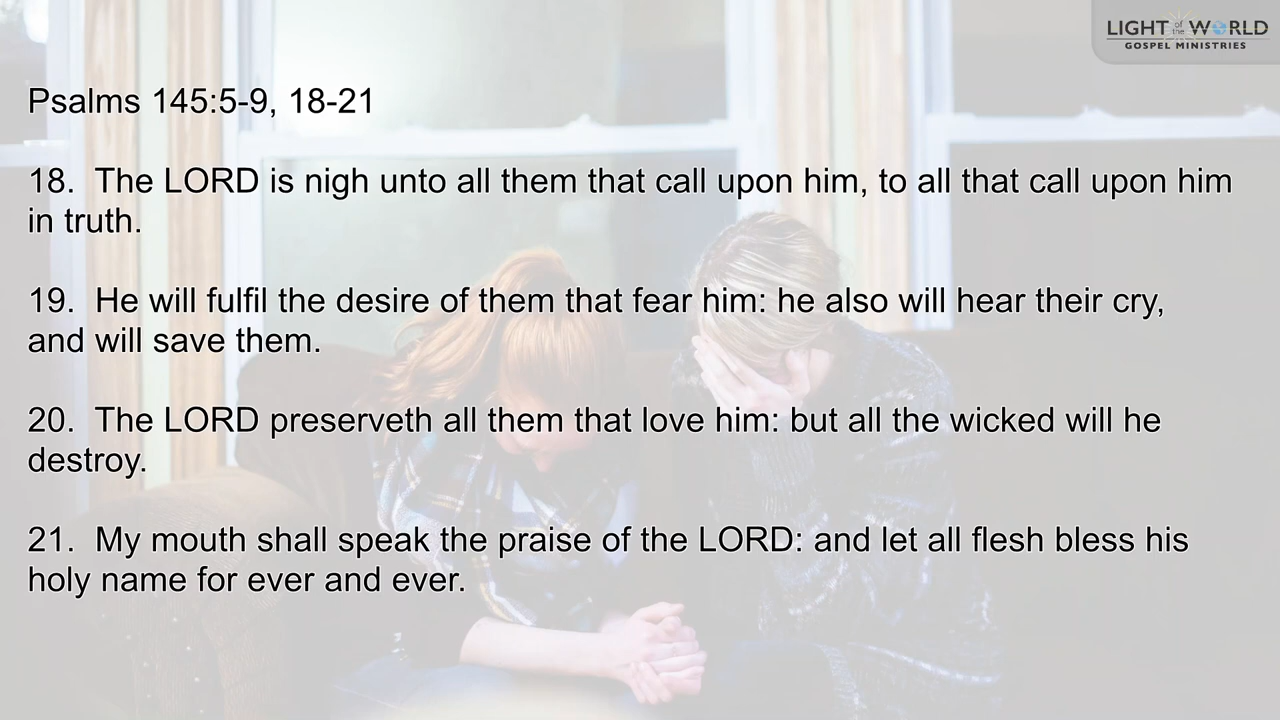 LIGHT of the WORLD
GOSPEL MINISTRIES
Psalms 145:5-9, 18-21
18. The LORD is nigh unto all them that call upon him, to all that call upon him
in truth.
19. He will fulfil the desire of them that fear him: he also will hear their cry,
and will save them.
20. The LORD preserveth all them that love him: but all the wicked will he
destroy.
21. My mouth shall speak the praise of the LORD: and let all flesh bless his
holy name for ever and ever.